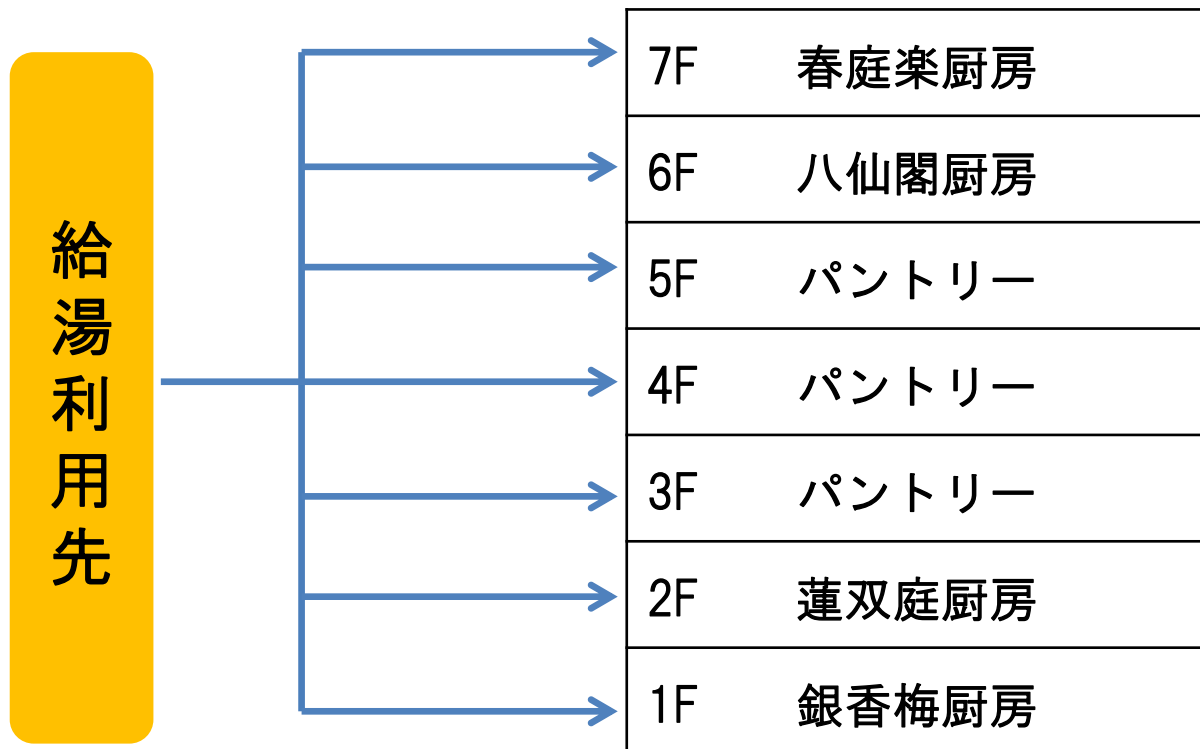 給湯利用先
7F 春庭楽厨房
6F 八仙閣厨房
5F パントリー
4F パントリー
3F パントリー
2F 蓮双庭厨房
1F 銀香梅厨房